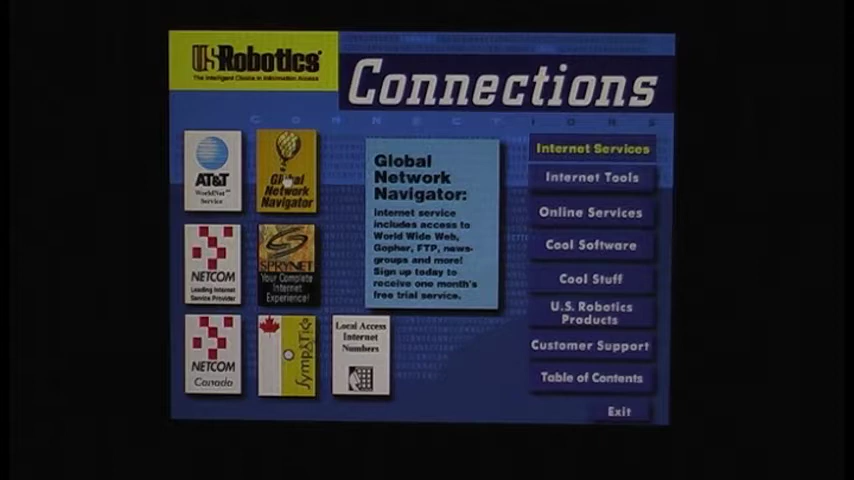 USRobotics
The Intelligent Choice in Information Access
Connections
CONNECTIONS
AT&T
WorldNet℠
Service
Global
Network
Navigator
NETCOM
Leading Internet
Service Provider
SPRYNET
Your Complete
Internet
Experience!
NETCOM
Canada
Sympatico
Local Access
Internet
Numbers
Global
Network
Navigator:
Internet service
includes access to
World Wide Web,
Gopher, FTP, news-
groups and more!
Sign up today to
receive one month's
free trial service.
Internet Services
Internet Tools
Online Services
Cool Software
Cool Stuff
U.S. Robotics
Products
Customer Support
Table of Contents
Exit